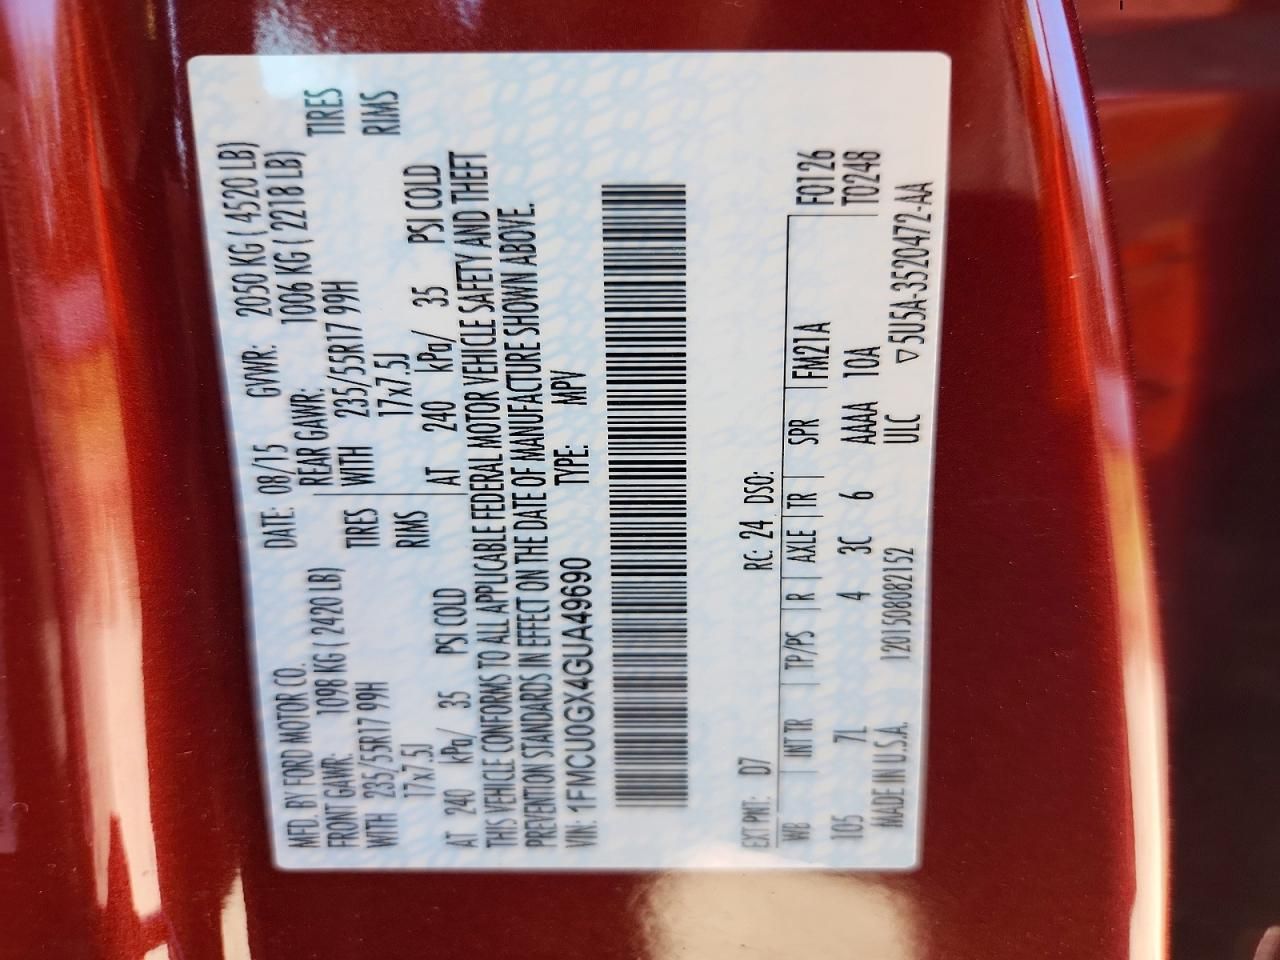 MFD. BY FORD MOTOR CO.
DATE: 08/15 GVWR: 2050 KG ( 4520 LB)
FRONT GAWR: 1098 KG ( 2420 LB)
REAR GAWR: 1006 KG ( 2218 LB)
WITH 235/55R17 99H TIRES
WITH 235/55R17 99H TIRES
17x7.5J RIMS
17x7.5J RIMS
AT 240 kPa/ 35 PSI COLD
AT 240 kPa/ 35 PSI COLD
THIS VEHICLE CONFORMS TO ALL APPLICABLE FEDERAL MOTOR VEHICLE SAFETY AND THEFT
PREVENTION STANDARDS IN EFFECT ON THE DATE OF MANUFACTURE SHOWN ABOVE.
VIN: 1FMCU0GX4GUA49690 TYPE: MPV
EXT PNT: D7 RC: 24 DSO:
WB INT TR TP/PS R AXLE TR SPR FM21A F0126
105 7L 4 3C 6 AAAA 10A T0248
MADE IN U.S.A. 12015080821​52 ULC ▽5U5A-3520472-AA